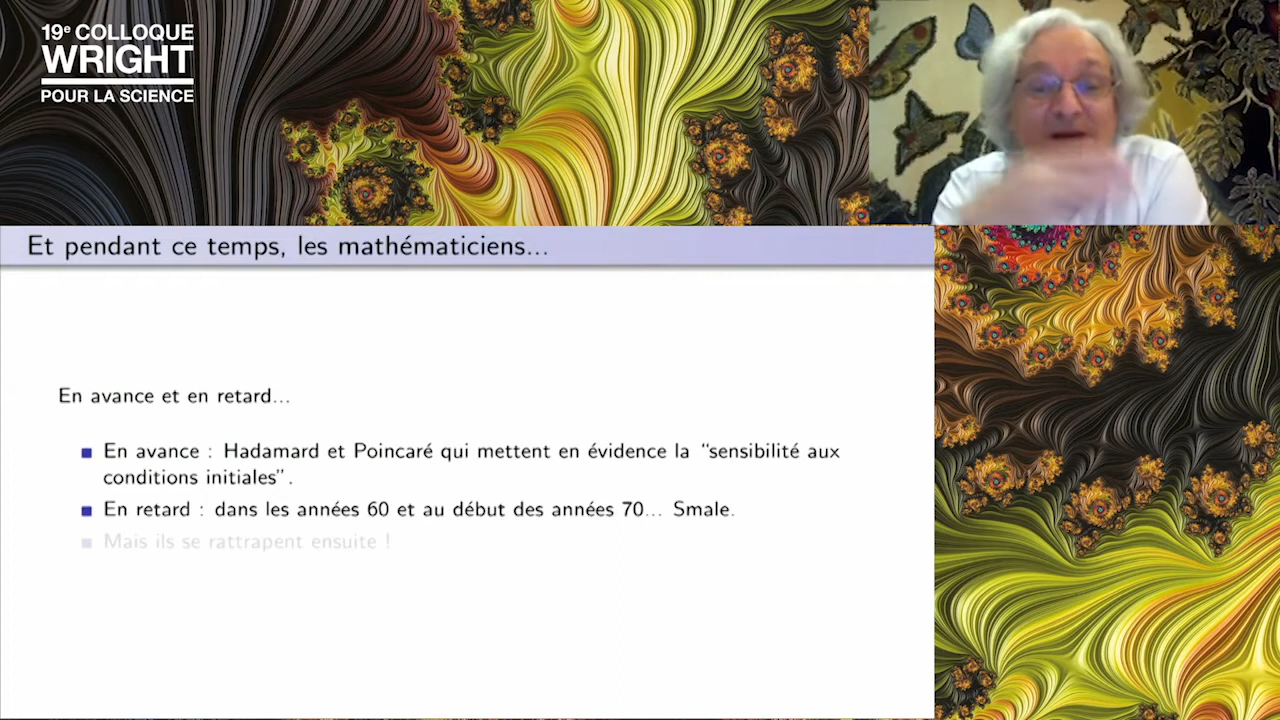 19e COLLOQUE
WRIGHT
POUR LA SCIENCE
Et pendant ce temps, les mathématiciens...
En avance et en retard...
En avance : Hadamard et Poincaré qui mettent en évidence la “sensibilité aux
conditions initiales”.
En retard : dans les années 60 et au début des années 70... Smale.
Mais ils se rattrapent ensuite !